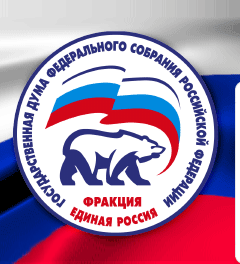 ГОСУДАРСТВЕННАЯ ДУМА ФЕДЕРАЛЬНОГО СОБРАНИЯ РОССИЙСКОЙ ФЕДЕРАЦИИ
ФРАКЦИЯ
ЕДИНАЯ РОССИЯ